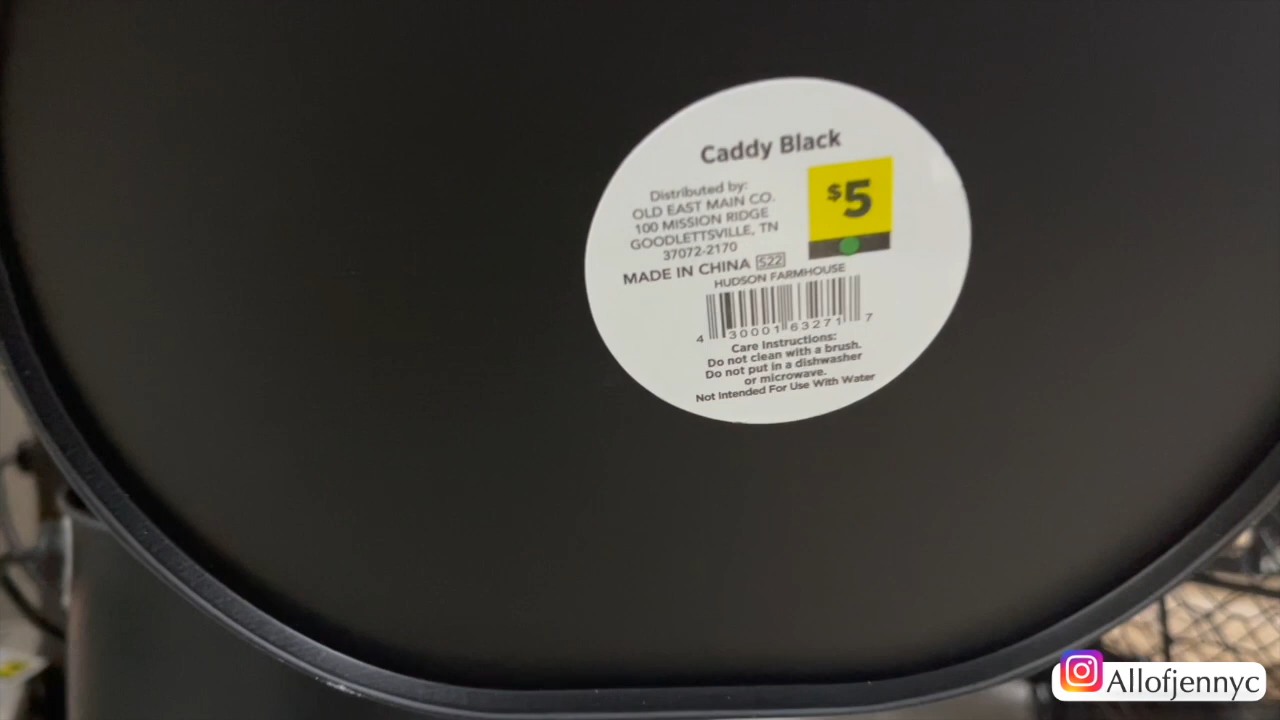 Caddy Black
$5
Distributed by:
OLD EAST MAIN CO.
100 MISSION RIDGE
GOODLETTSVILLE, TN
37072-2170
MADE IN CHINA S22
HUDSON FARMHOUSE
4 30001 63271 7
Care Instructions:
Do not clean with a brush.
Do not put in a dishwasher
or microwave.
Not Intended For Use With Water
Allofjennyc